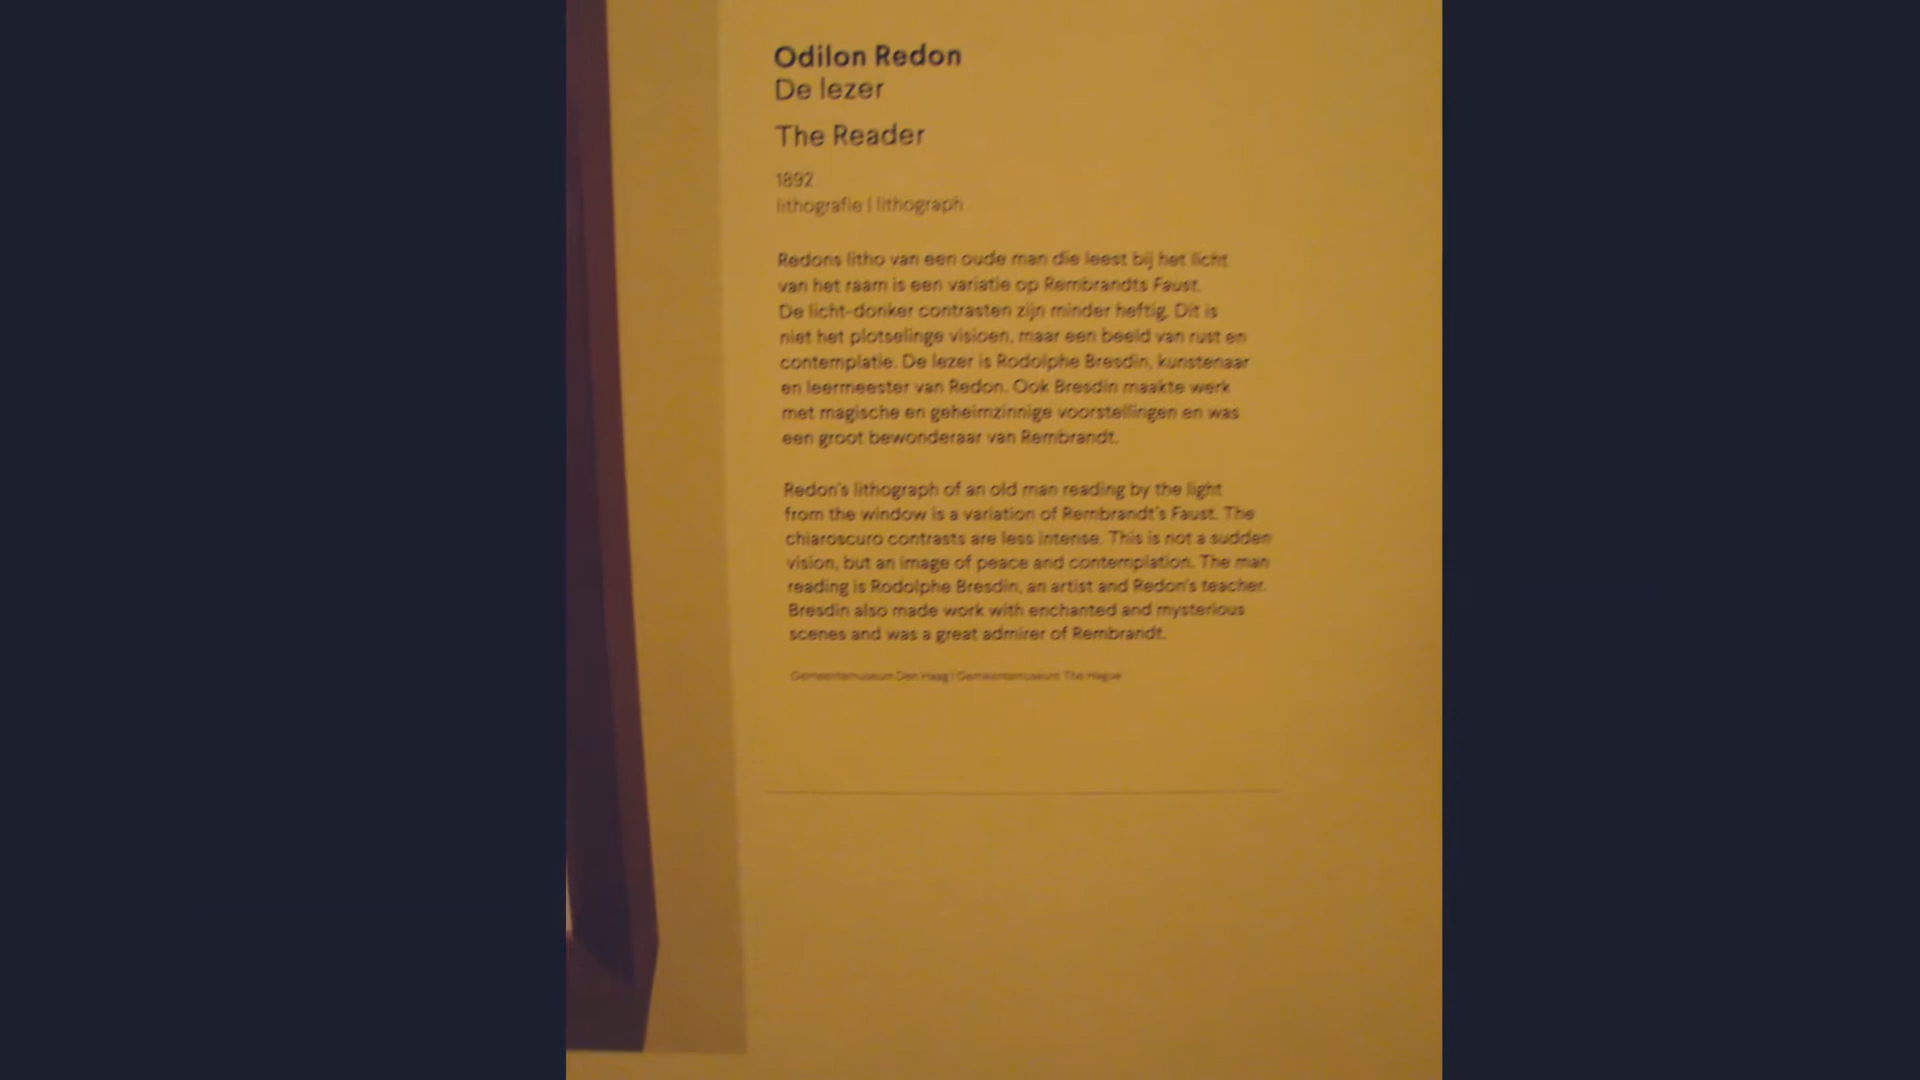 Odilon Redon
De lezer
The Reader
1892
lithografie | lithograph
Redons litho van een oude man die leest bij het licht
van het raam is een variatie op Rembrandts Faust.
De licht-donker contrasten zijn minder heftig. Dit is
niet het plotselinge visioen, maar een beeld van rust en
contemplatie. De lezer is Rodolphe Bresdin, kunstenaar
en leermeester van Redon. Ook Bresdin maakte werk
met magische en geheimzinnige voorstellingen en was
een groot bewonderaar van Rembrandt.
Redon's lithograph of an old man reading by the light
from the window is a variation of Rembrandt's Faust. The
chiaroscuro contrasts are less intense. This is not a sudden
vision, but an image of peace and contemplation. The man
reading is Rodolphe Bresdin, an artist and Redon's teacher.
Bresdin also made work with enchanted and mysterious
scenes and was a great admirer of Rembrandt.
Gemeentemuseum Den Haag | Gemeentemuseum The Hague